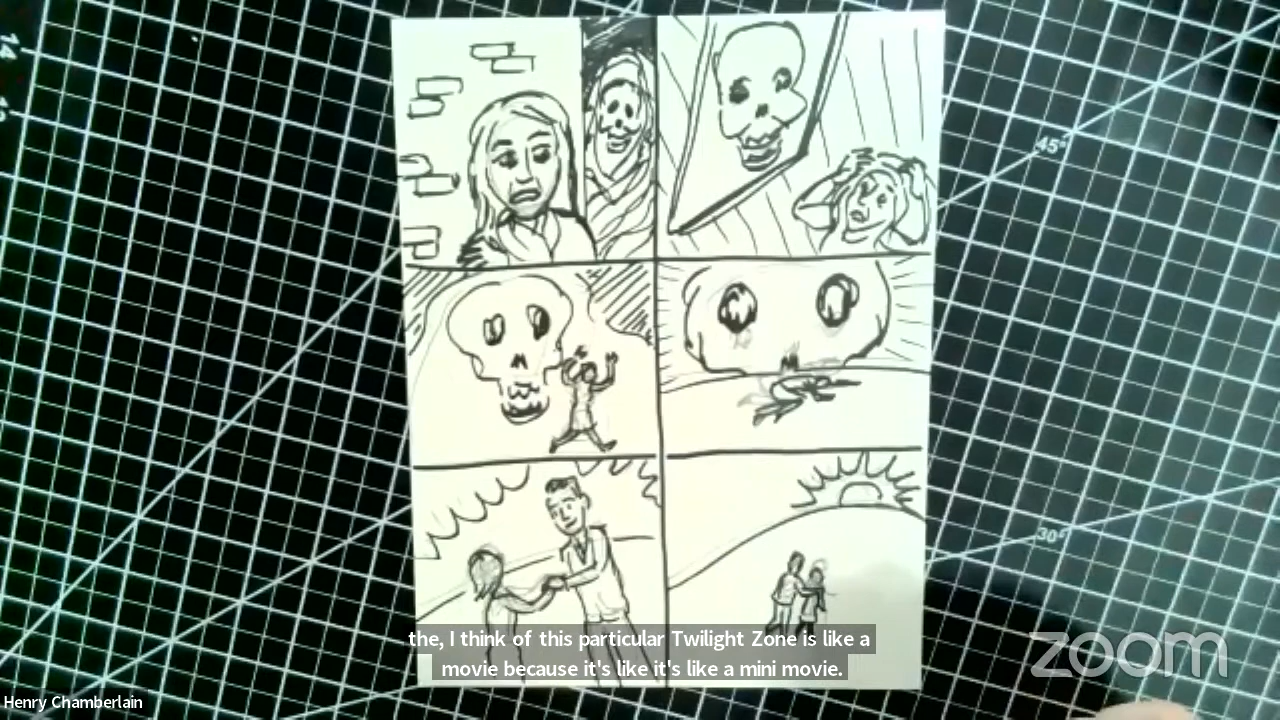 45°
30°
the, I think of this particular Twilight Zone is like a
movie because it's like it's like a mini movie.
zoom
Henry Chamberlain